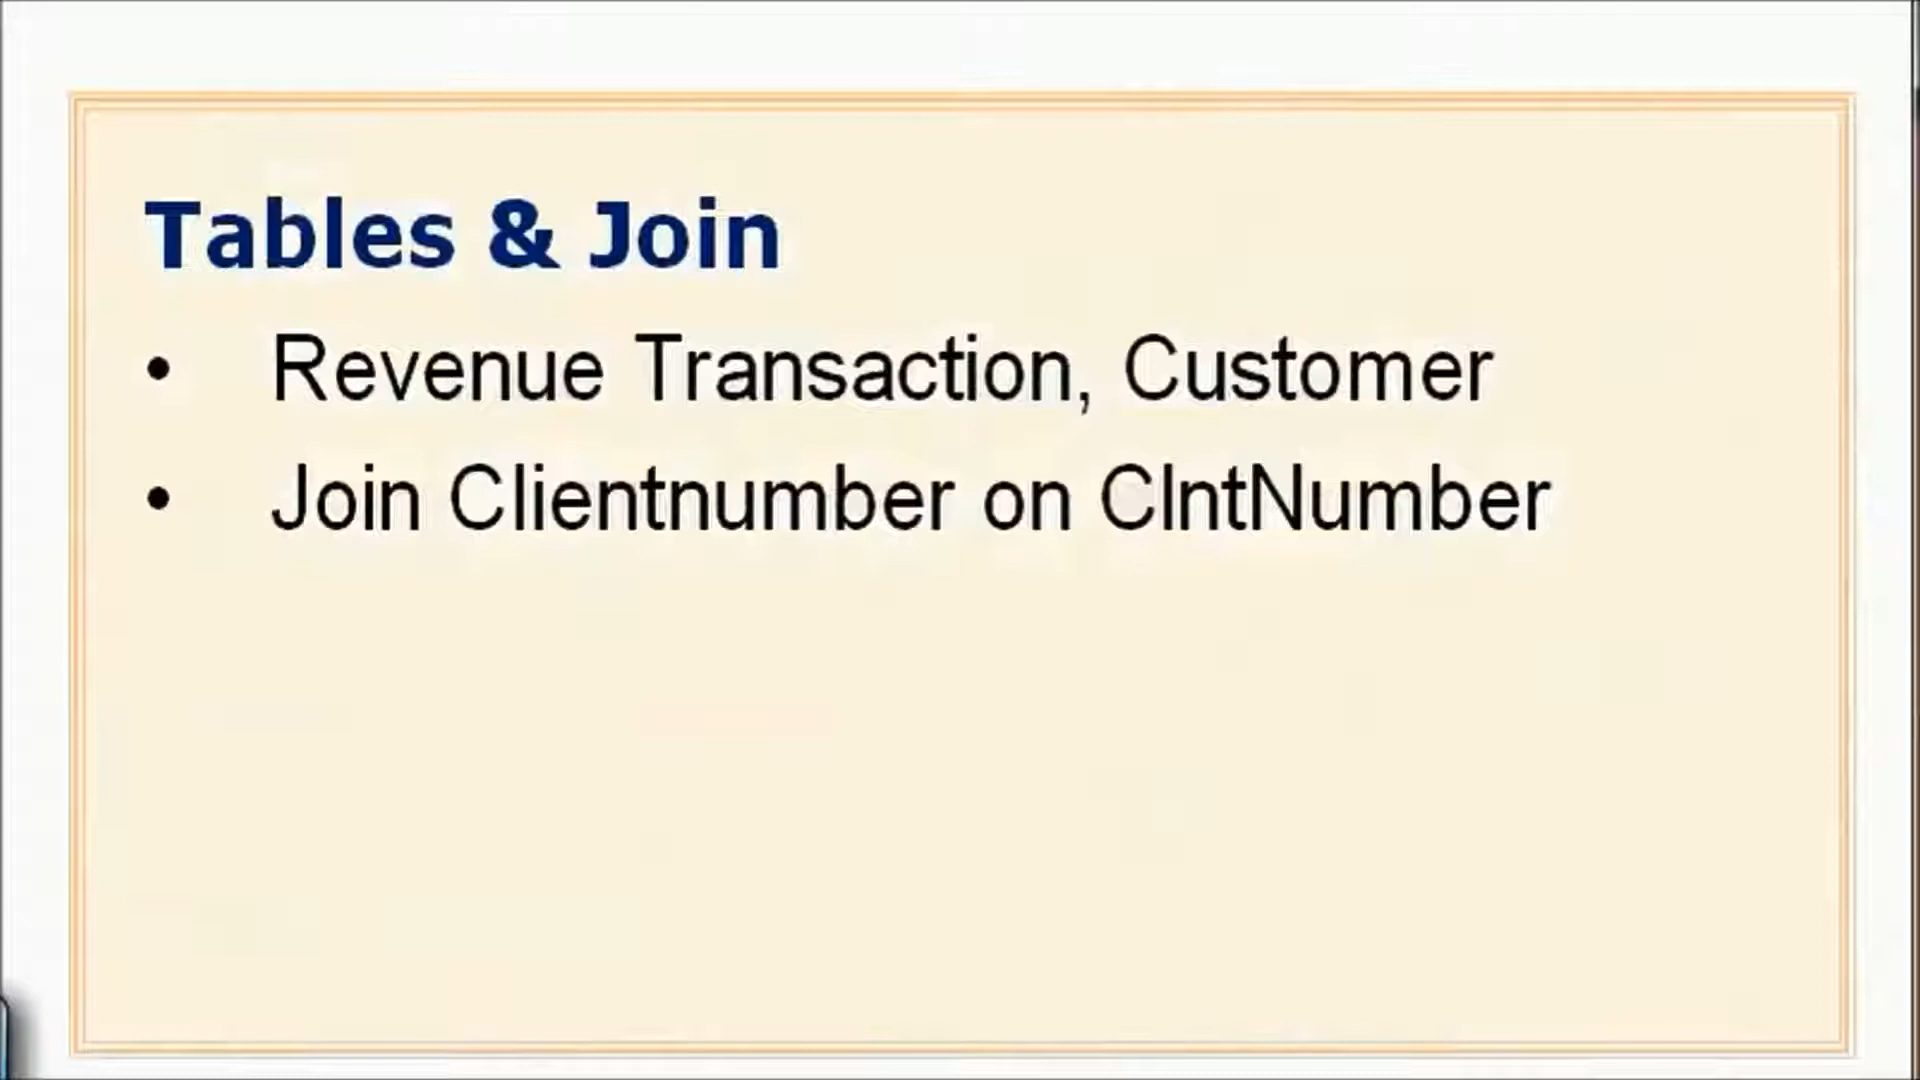 Tables & Join
• Revenue Transaction, Customer
• Join Clientnumber on ClntNumber